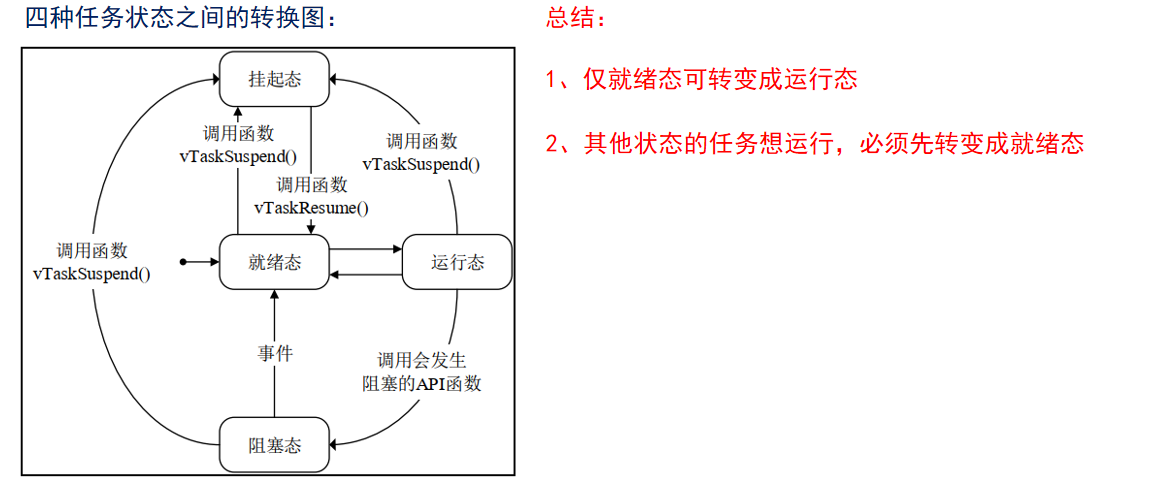 四种任务状态之间的转换图：
总结：
1、仅就绪态可转变成运行态
2、其他状态的任务想运行，必须先转变成就绪态
挂起态
调用函数
vTaskSuspend()
调用函数
vTaskSuspend()
调用函数
vTaskResume()
调用函数
vTaskSuspend()
就绪态
运行态
事件
调用会发生
阻塞的API函数
阻塞态